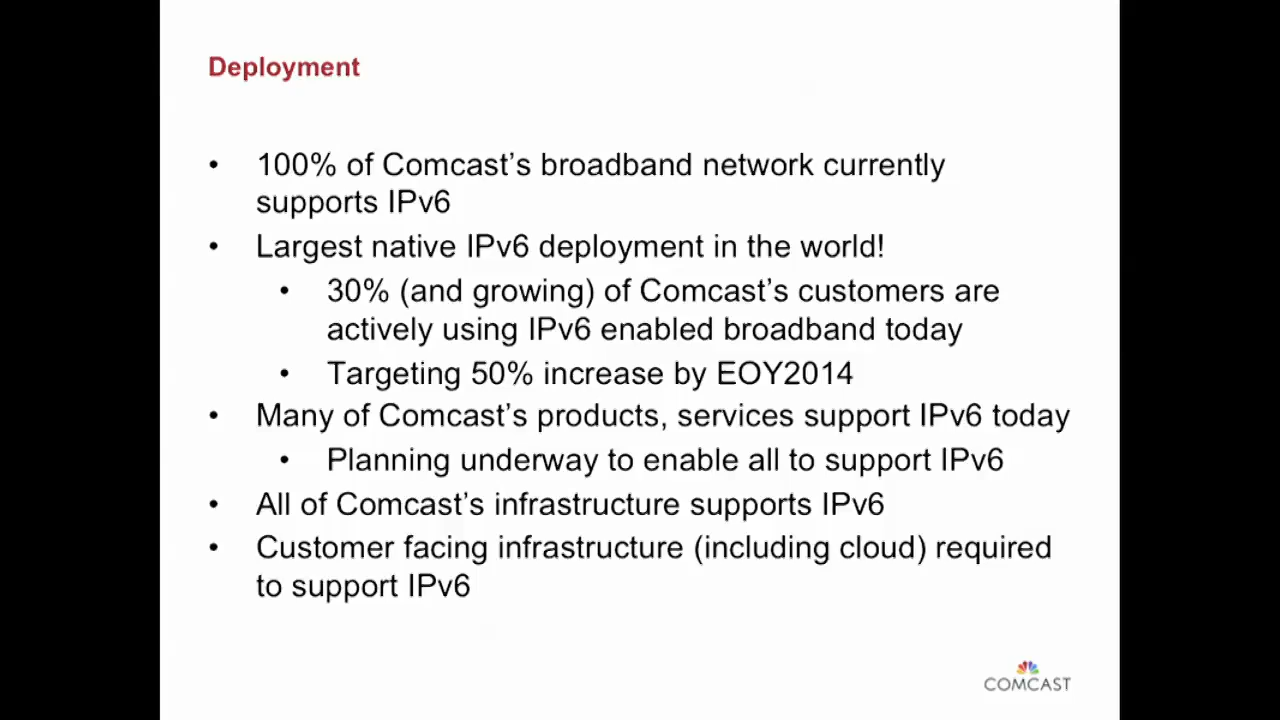 Deployment
• 100% of Comcast's broadband network currently
supports IPv6
• Largest native IPv6 deployment in the world!
• 30% (and growing) of Comcast's customers are
actively using IPv6 enabled broadband today
• Targeting 50% increase by EOY2014
• Many of Comcast's products, services support IPv6 today
• Planning underway to enable all to support IPv6
• All of Comcast's infrastructure supports IPv6
• Customer facing infrastructure (including cloud) required
to support IPv6
COMCAST